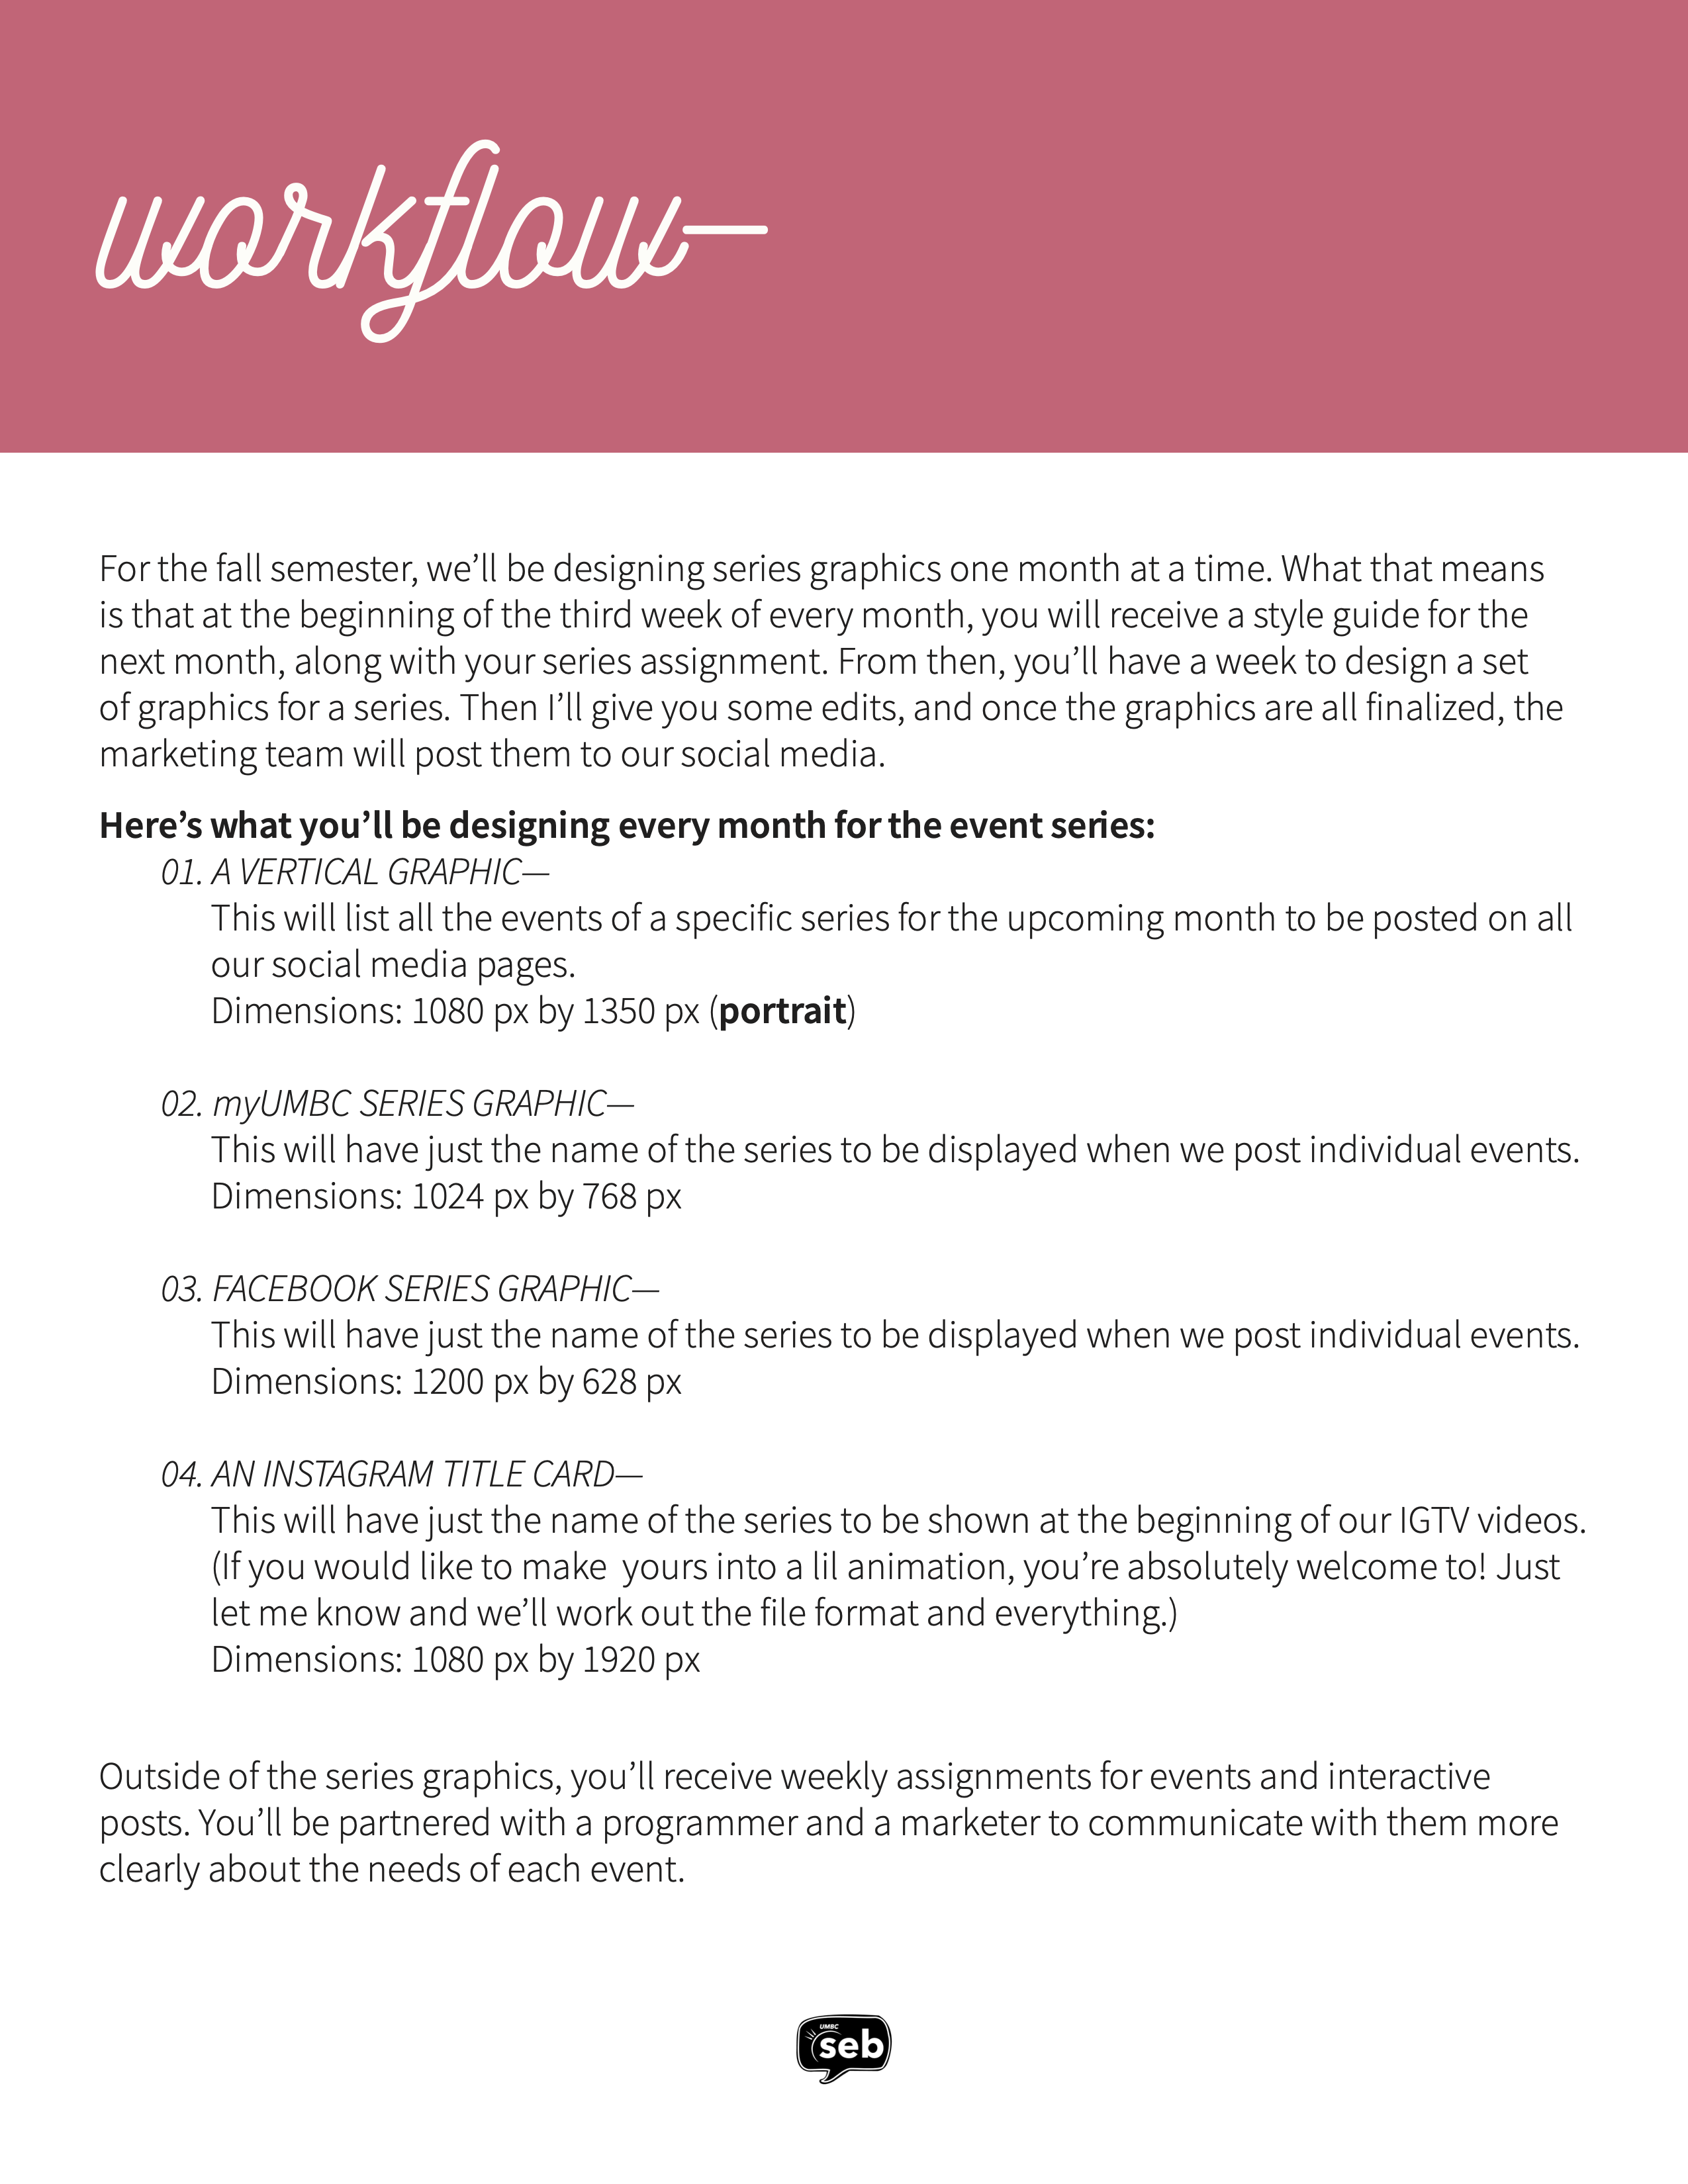 workflow—
For the fall semester, we’ll be designing series graphics one month at a time. What that means
is that at the beginning of the third week of every month, you will receive a style guide for the
next month, along with your series assignment. From then, you’ll have a week to design a set
of graphics for a series. Then I’ll give you some edits, and once the graphics are all finalized, the
marketing team will post them to our social media.
Here’s what you’ll be designing every month for the event series:
01. A VERTICAL GRAPHIC—
This will list all the events of a specific series for the upcoming month to be posted on all
our social media pages.
Dimensions: 1080 px by 1350 px (portrait)
02. myUMBC SERIES GRAPHIC—
This will have just the name of the series to be displayed when we post individual events.
Dimensions: 1024 px by 768 px
03. FACEBOOK SERIES GRAPHIC—
This will have just the name of the series to be displayed when we post individual events.
Dimensions: 1200 px by 628 px
04. AN INSTAGRAM TITLE CARD—
This will have just the name of the series to be shown at the beginning of our IGTV videos.
(If you would like to make  yours into a lil animation, you’re absolutely welcome to! Just
let me know and we’ll work out the file format and everything.)
Dimensions: 1080 px by 1920 px
Outside of the series graphics, you’ll receive weekly assignments for events and interactive
posts. You’ll be partnered with a programmer and a marketer to communicate with them more
clearly about the needs of each event.
UMBC
seb